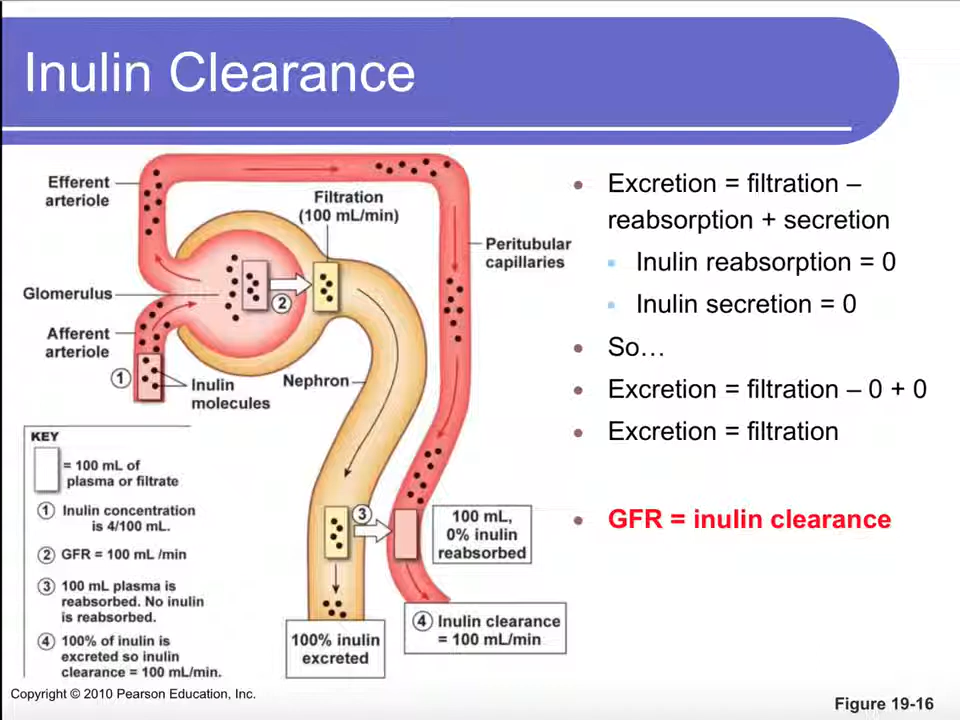 Inulin Clearance
Efferent
arteriole
Filtration
(100 mL/min)
Peritubular
capillaries
Glomerulus
2
Afferent
arteriole
1
Inulin
molecules
Nephron
KEY
= 100 mL of
plasma or filtrate
1 Inulin concentration
is 4/100 mL.
2 GFR = 100 mL /min
3 100 mL plasma is
reabsorbed. No inulin
is reabsorbed.
4 100% of inulin is
excreted so inulin
clearance = 100 mL/min.
3
100 mL,
0% inulin
reabsorbed
100% inulin
excreted
4 Inulin clearance
= 100 mL/min
• Excretion = filtration –
reabsorption + secretion
▪ Inulin reabsorption = 0
▪ Inulin secretion = 0
• So…
• Excretion = filtration – 0 + 0
• Excretion = filtration
• GFR = inulin clearance
Copyright © 2010 Pearson Education, Inc.
Figure 19-16